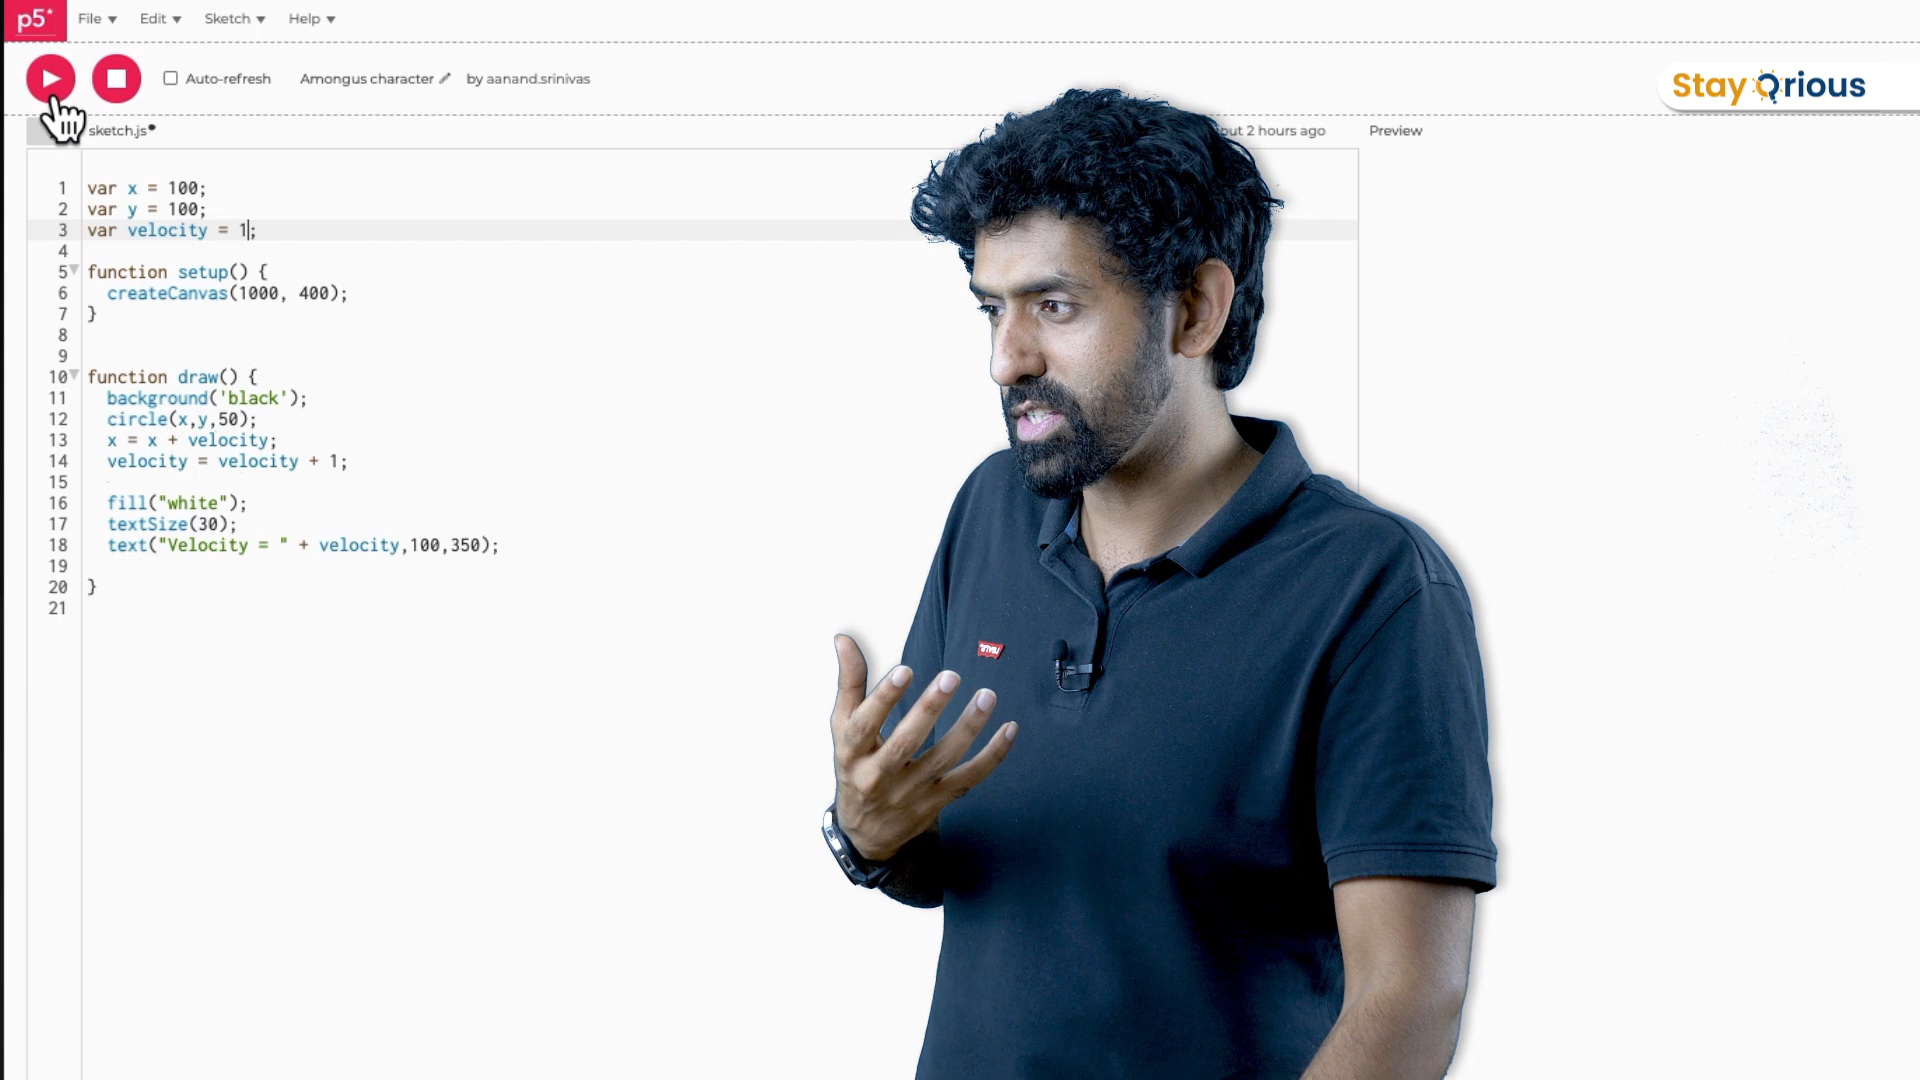 p5* File Edit Sketch Help
Auto-refresh Amongus character by aanand.srinivas
Stay Qrious
sketch.js 2 hours ago Preview
1 var x = 100;
2 var y = 100;
3 var velocity = 1;
4
5 function setup() {
6 createCanvas(1000, 400);
7 }
8
9
10 function draw() {
11 background('black');
12 circle(x,y,50);
13 x = x + velocity;
14 velocity = velocity + 1;
15
16 fill("white");
17 textSize(30);
18 text("Velocity = " + velocity,100,350);
19
20 }
21